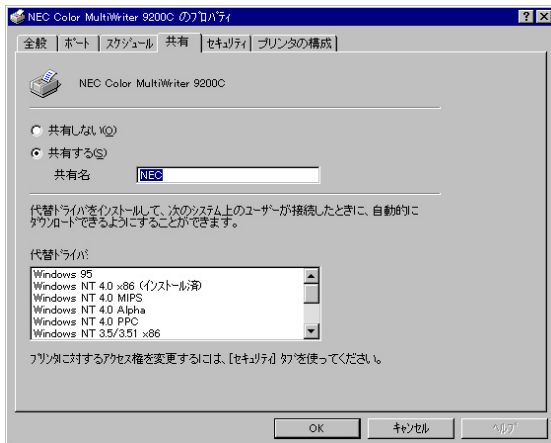 NEC Color MultiWriter 9200C のプロパティ
全般 ポート スケジュール 共有 セキュリティ プリンタの構成
NEC Color MultiWriter 9200C
共有しない(O)
共有する(S)
共有名 NEC
代替ドライバをインストールして、次のシステム上のユーザーが接続したときに、自動的に
ダウンロードできるようにすることができます。
代替ドライバ:
Windows 95
Windows NT 4.0 x86 (インストール済)
Windows NT 4.0 MIPS
Windows NT 4.0 Alpha
Windows NT 4.0 PPC
Windows NT 3.5/3.51 x86
プリンタに対するアクセス権を変更するには、[セキュリティ] タブを使ってください。
OK キャンセル ヘルプ